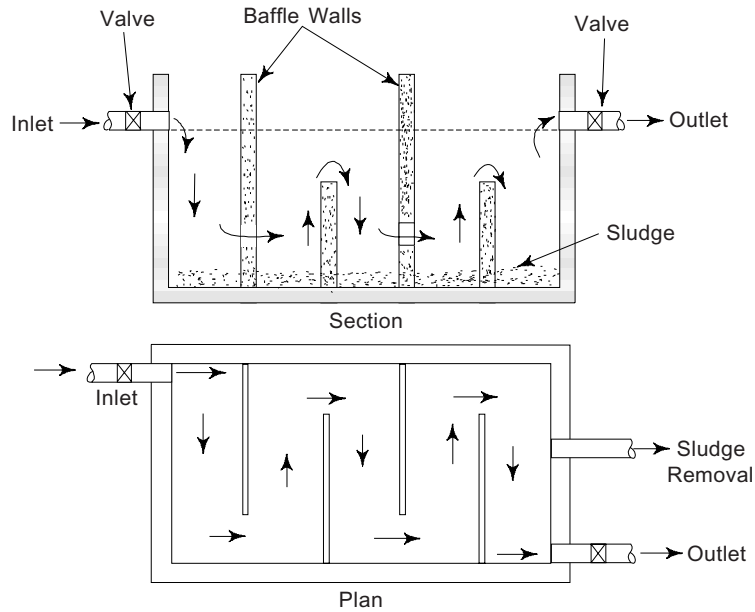 Valve
Baffle Walls
Valve
Inlet
Outlet
Sludge
Section
Inlet
Sludge
Removal
Outlet
Plan